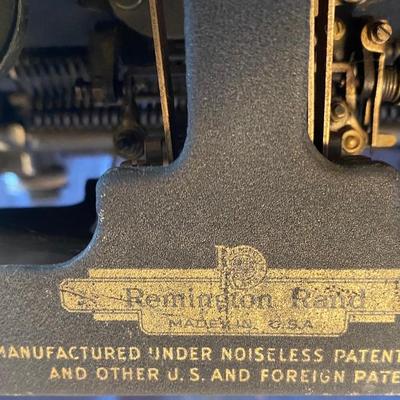 Remington Rand
MADE IN U.S.A
MANUFACTURED UNDER NOISELESS PATENT
AND OTHER U.S. AND FOREIGN PATE